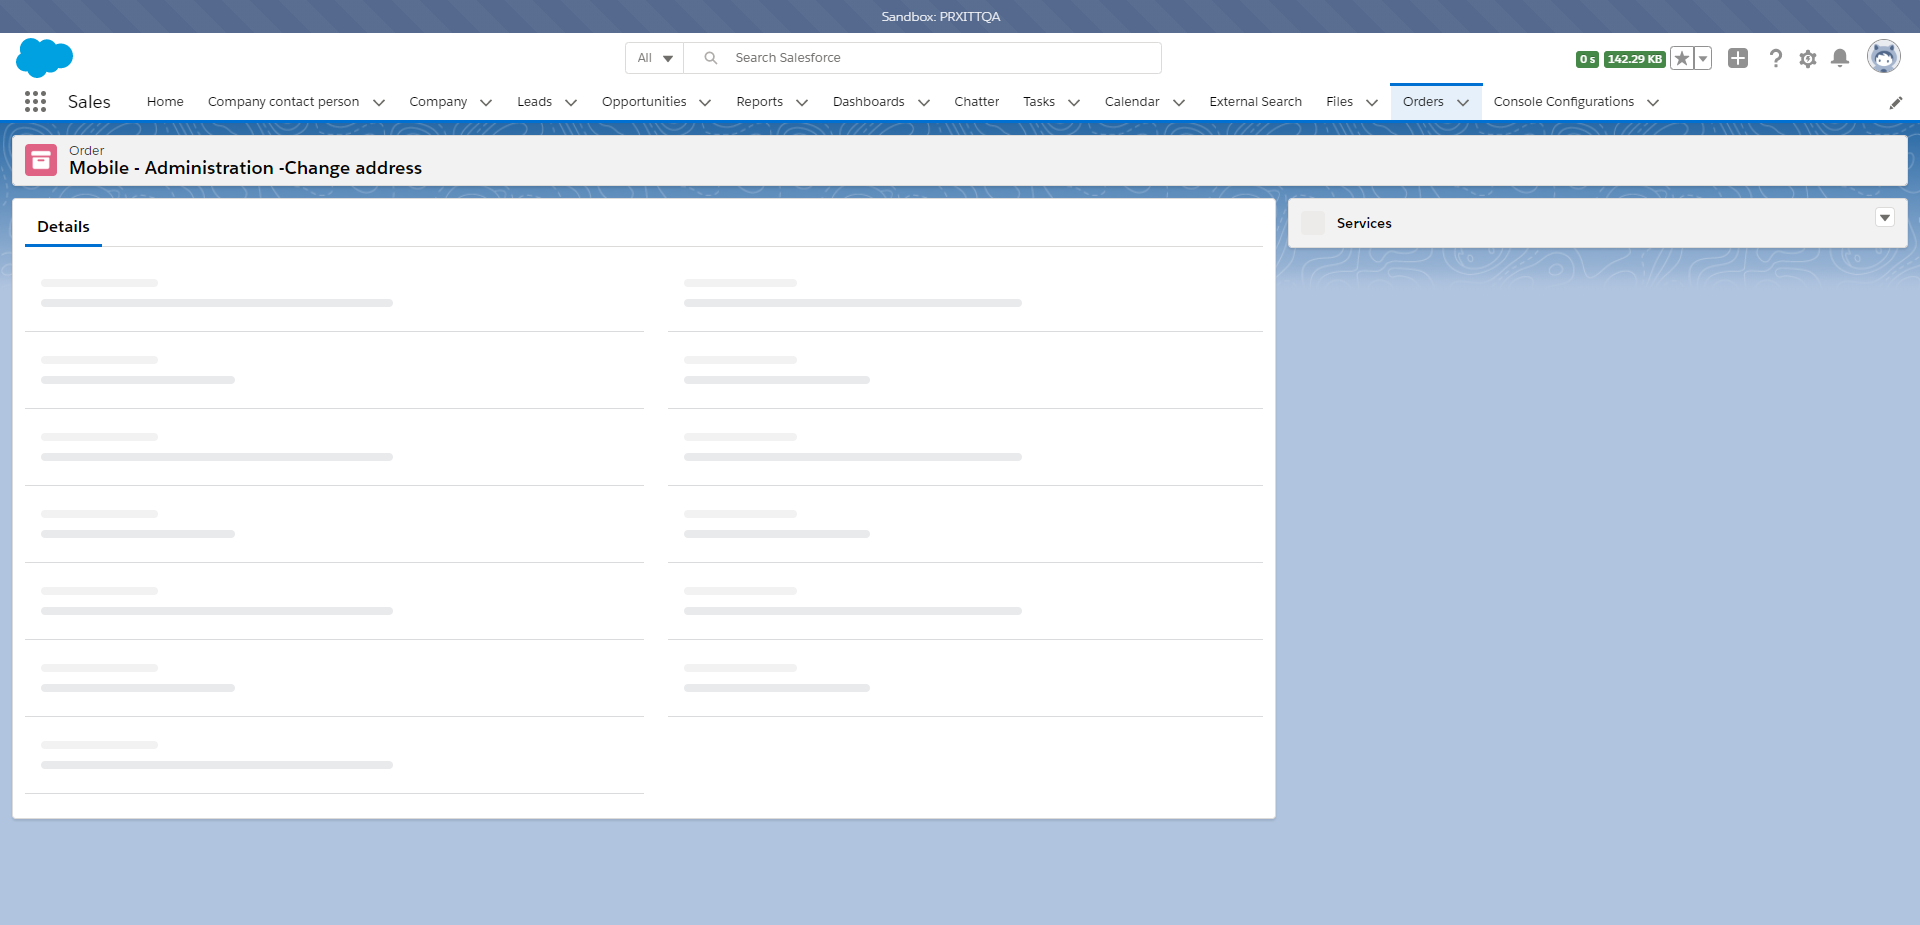 Sandbox: PRXITTQA
All
Search Salesforce
0 s
142.29 KB
Sales
Home
Company contact person
Company
Leads
Opportunities
Reports
Dashboards
Chatter
Tasks
Calendar
External Search
Files
Orders
Console Configurations
Order
Mobile - Administration -Change address
Details
Services